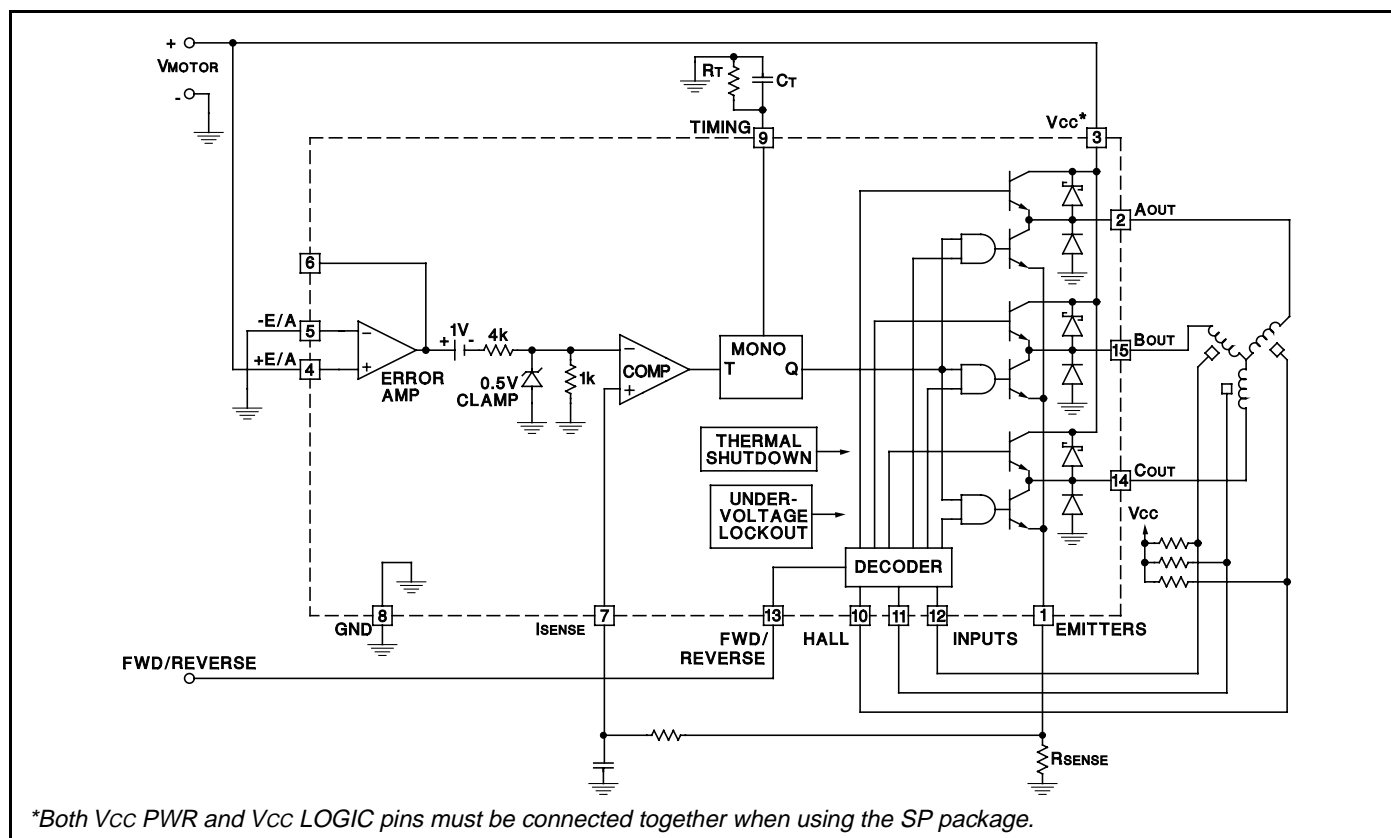 +
VMOTOR
-
RT
CT
TIMING
9
VCC*
3
2
AOUT
6
-E/A
5
+E/A
4
-
+
ERROR
AMP
+
1V
-
4k
0.5V
CLAMP
1k
-
+
COMP
MONO
T
Q
15
BOUT
THERMAL
SHUTDOWN
UNDER-
VOLTAGE
LOCKOUT
14
COUT
VCC
DECODER
8
GND
7
ISENSE
13
FWD/
REVERSE
HALL
10
11
12
INPUTS
1
EMITTERS
FWD/REVERSE
RSENSE
*Both VCC PWR and VCC LOGIC pins must be connected together when using the SP package.